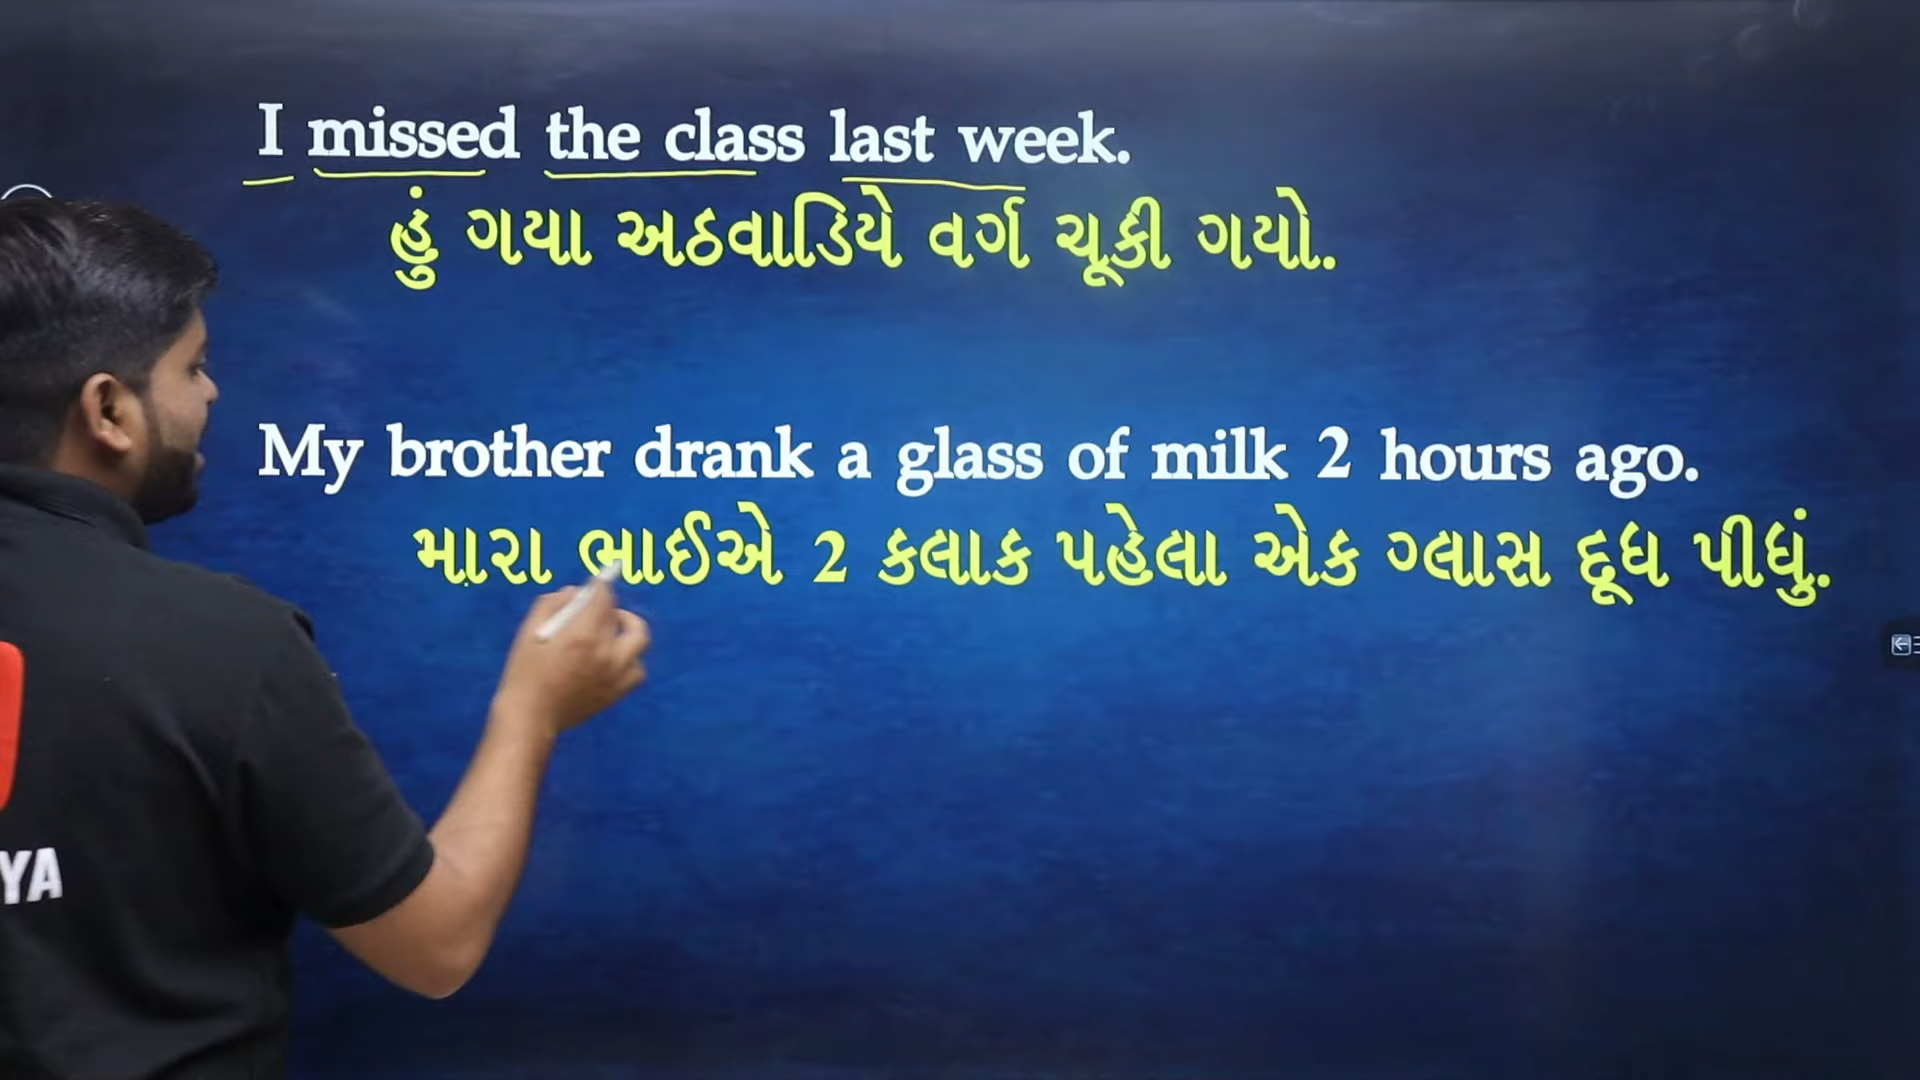 I missed the class last week.
હું ગયા અઠવાડિયે વર્ગ ચૂકી ગયો.
My brother drank a glass of milk 2 hours ago.
મારા ભાઈએ 2 કલાક પહેલા એક ગ્લાસ દૂધ પીધું.
YA